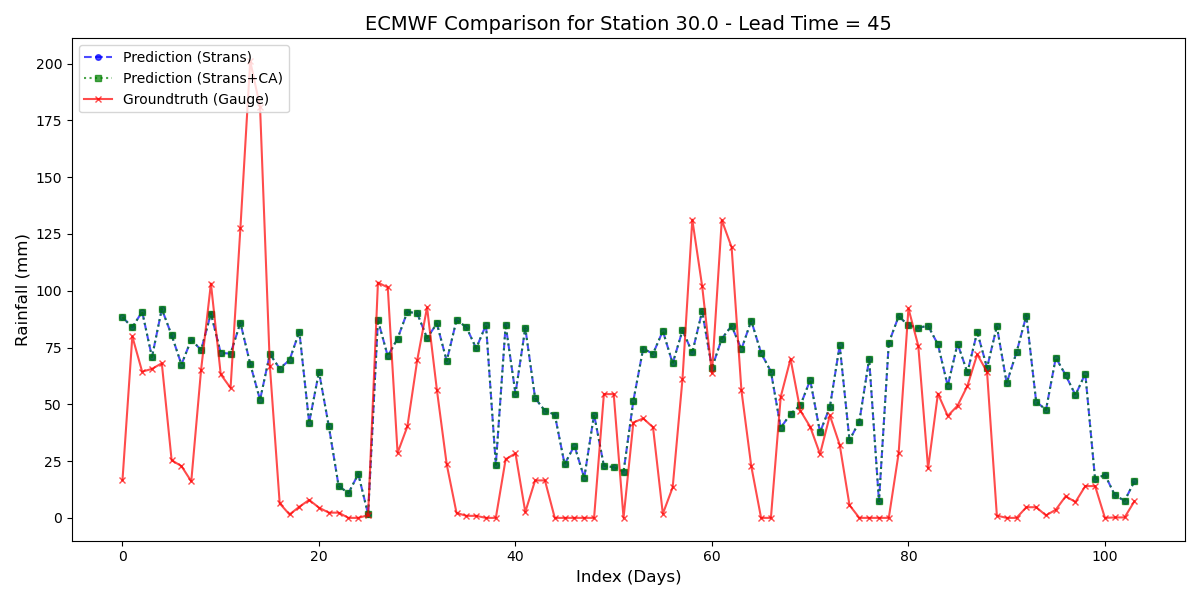 ECMWF Comparison for Station 30.0 - Lead Time = 45
Prediction (Strans)
Prediction (Strans+CA)
Groundtruth (Gauge)
Rainfall (mm)
200
175
150
125
100
75
50
25
0
0 20 40 60 80 100
Index (Days)